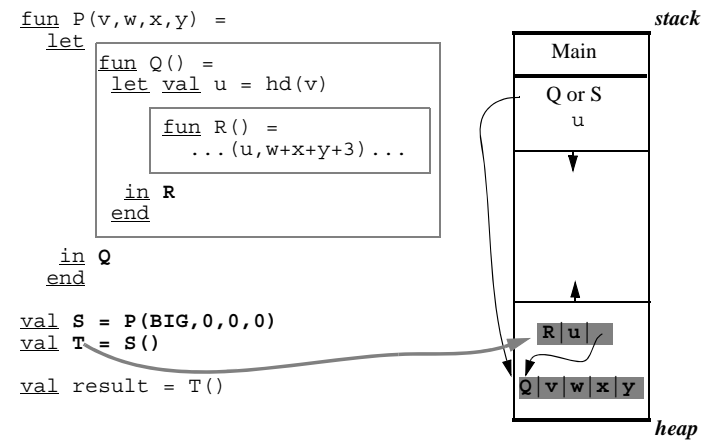 fun P(v,w,x,y) =
let
fun Q() =
let val u = hd(v)
fun R() =
...(u,w+x+y+3)...
in R
end
in Q
end
val S = P(BIG,0,0,0)
val T = S()
val result = T()
stack
Main
Q or S
u
R|u|
Q|v|w|x|y
heap